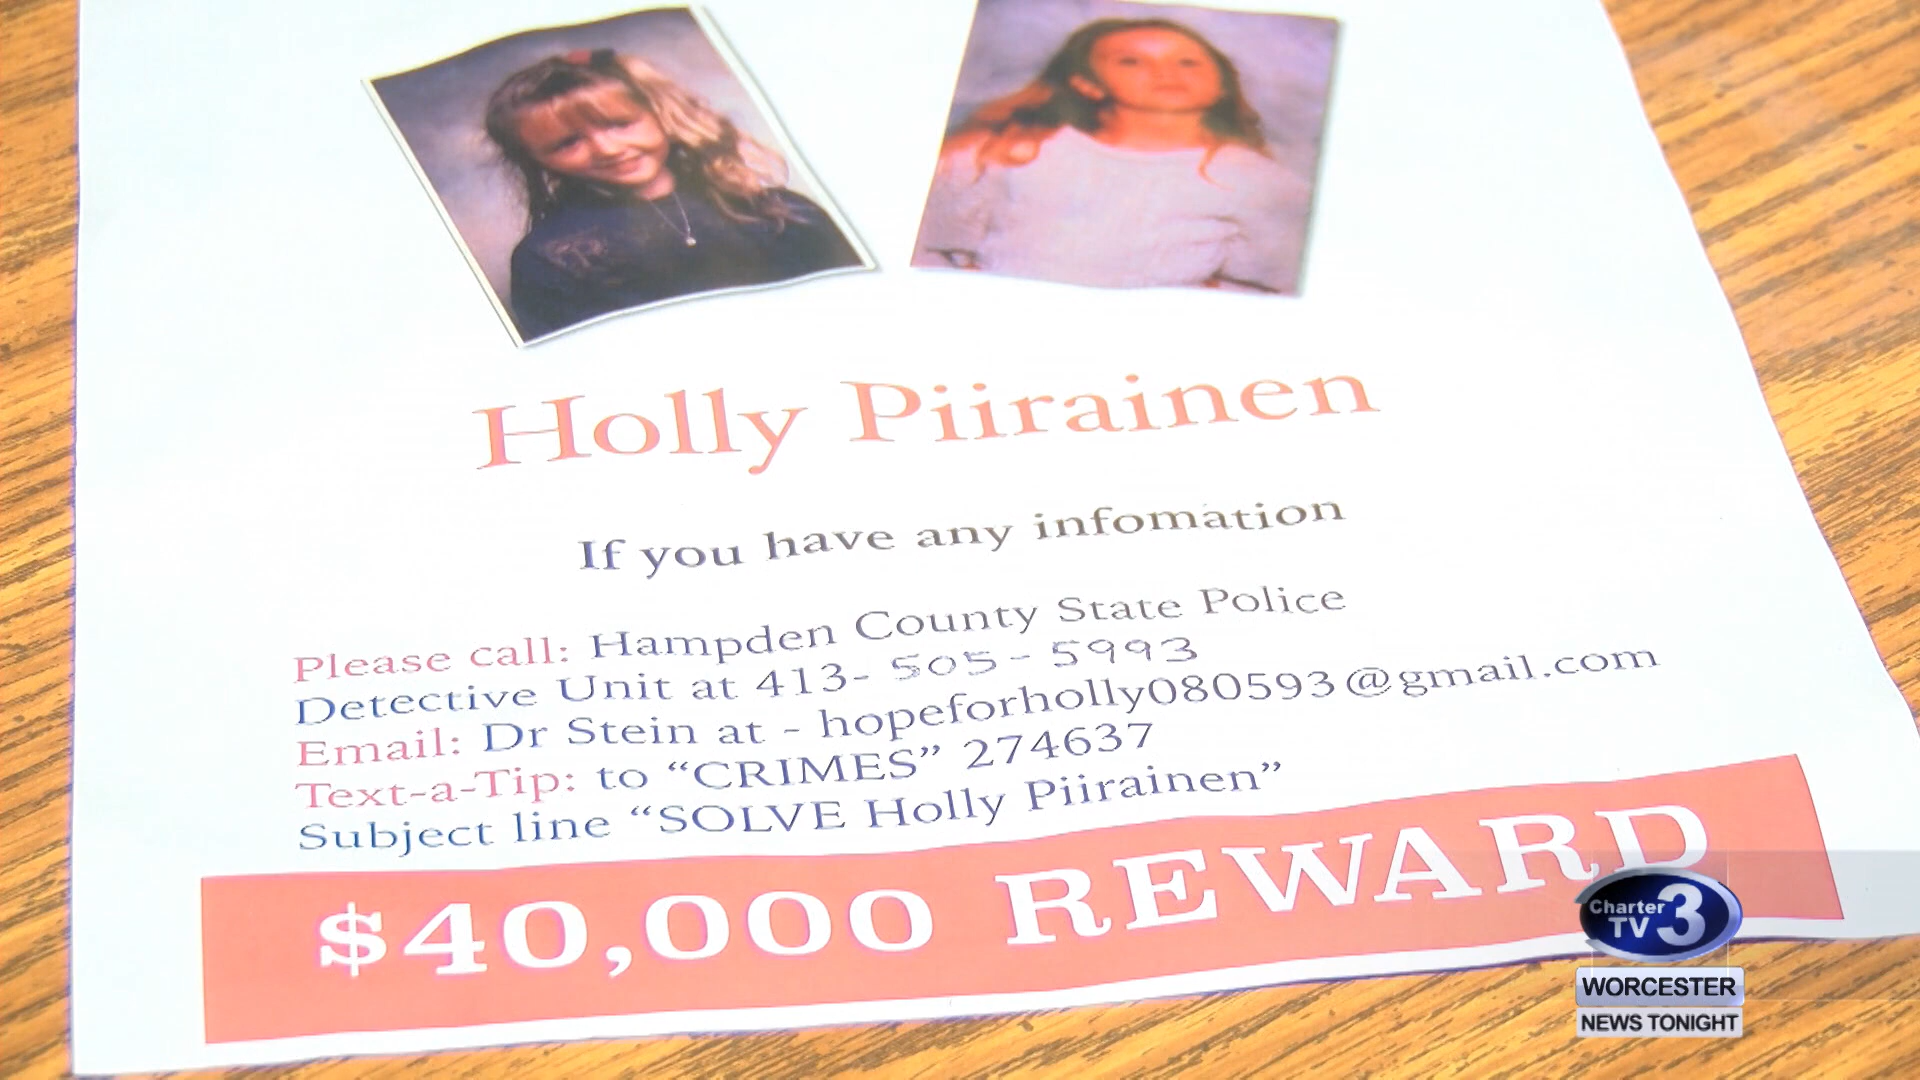 Holly Piirainen
If you have any infomation
Please call: Hampden County State Police
Detective Unit at 413- 505-5993
Email: Dr Stein at - hopeforholly080593@gmail.com
Text-a-Tip: to “CRIMES” 274637
Subject line “SOLVE Holly Piirainen”
$40,000 REWARD
Charter
TV 3
WORCESTER
NEWS TONIGHT